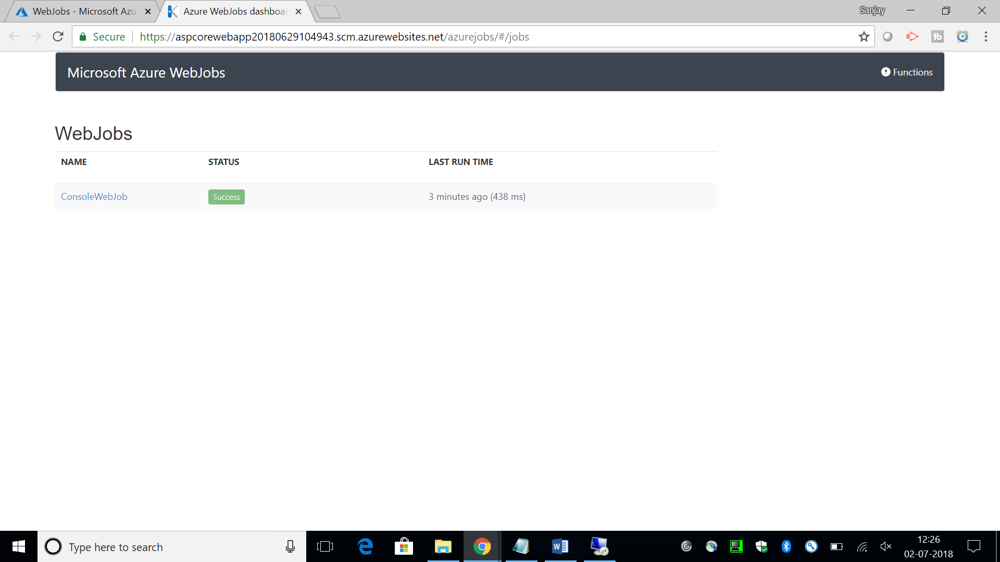 WebJobs - Microsoft Azu
Azure WebJobs dashboar
Sanjay
Secure
https://aspcorewebapp20180629104943.scm.azurewebsites.net/azurejobs/#/jobs
Microsoft Azure WebJobs
Functions
WebJobs
NAME STATUS LAST RUN TIME
ConsoleWebJob Success 3 minutes ago (438 ms)
Type here to search
12:26
02-07-2018